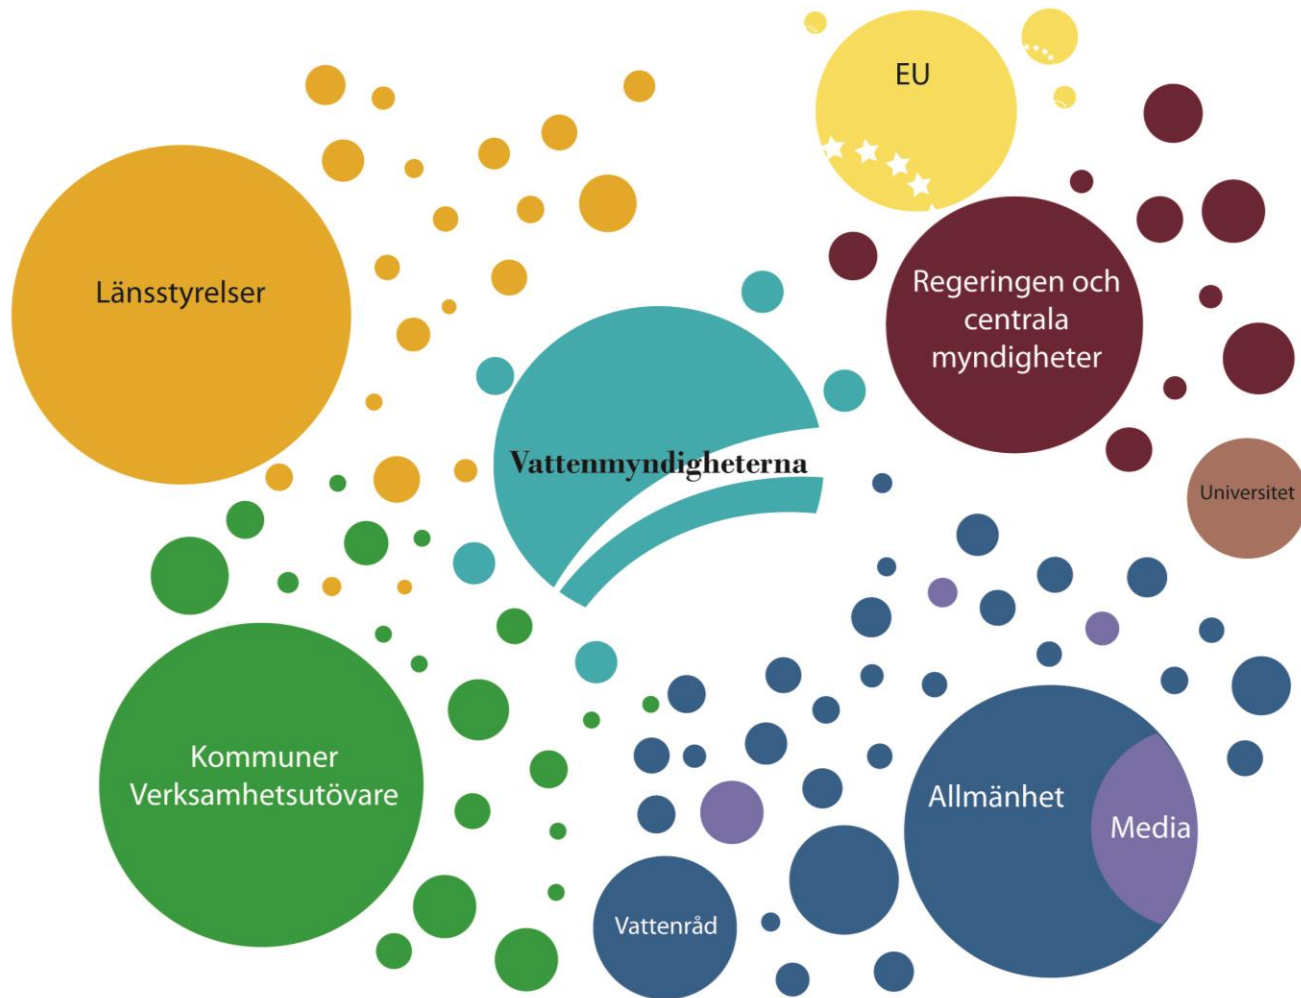 EU
Länsstyrelser
Regeringen och
centrala
myndigheter
Vattenmyndigheterna
Universitet
Kommuner
Verksamhetsutövare
Allmänhet
Media
Vattenråd